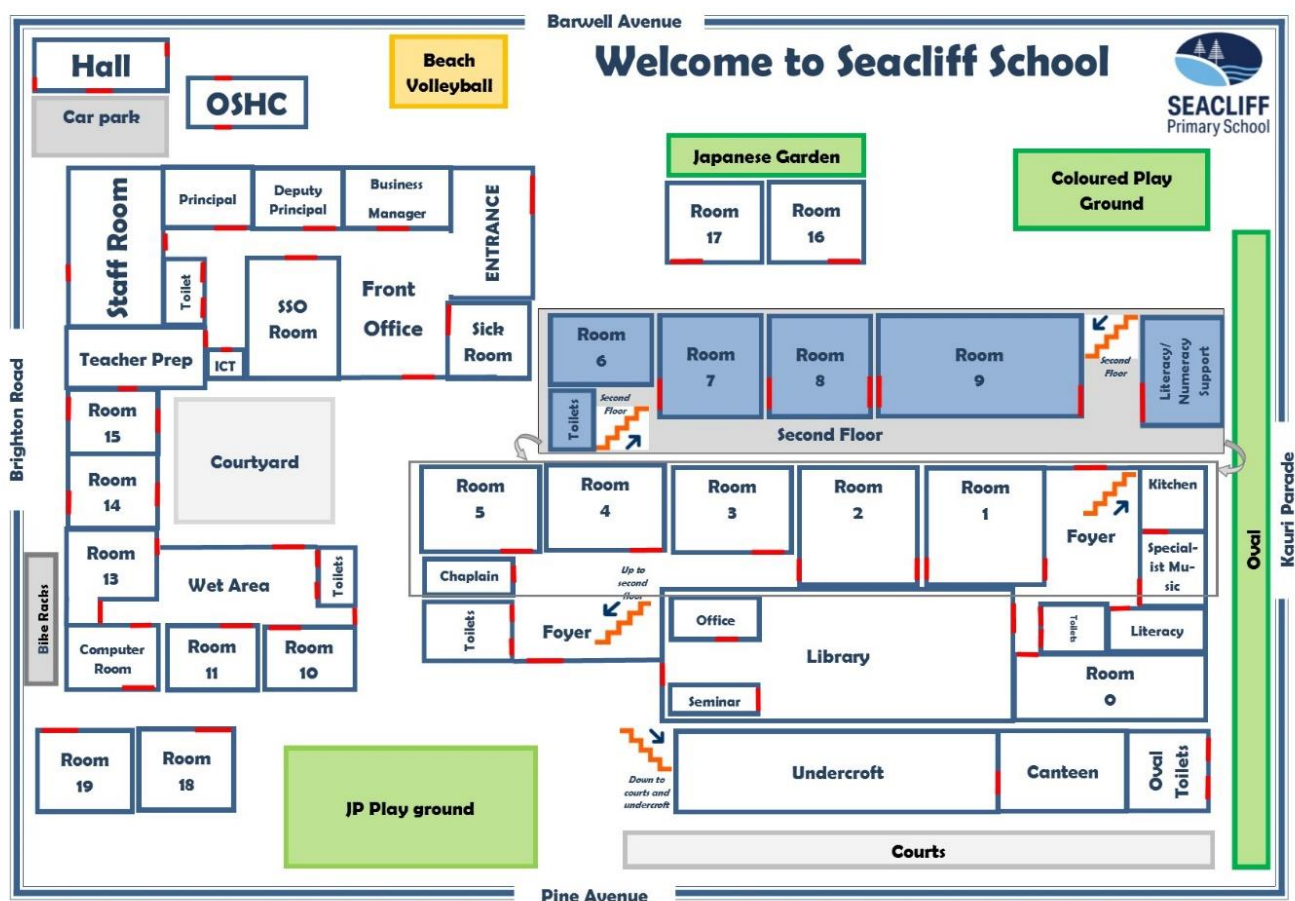 Barwell Avenue
Welcome to Seacliff School
SEACLIFF
Primary School
Hall
Car park
OSHC
Beach
Volleyball
Japanese Garden
Room
17
Room
16
Coloured Play
Ground
Staff Room
Principal
Deputy
Principal
Business
Manager
ENTRANCE
Toilet
SSO
Room
Front
Office
Sick
Room
Teacher Prep
ICT
Brighton Road
Room
15
Room
14
Room
13
Courtyard
Wet Area
Toilets
Bike Racks
Computer
Room
Room
11
Room
10
Room
19
Room
18
JP Play ground
Room
6
Toilets
Second
Floor
Room
7
Room
8
Room
9
Second
Floor
Literacy/
Numeracy
Support
Second Floor
Room
5
Room
4
Room
3
Room
2
Room
1
Foyer
Kitchen
Special-
ist Mu-
sic
Chaplain
Toilets
Up to
second
floor
Foyer
Office
Library
Seminar
Toilets
Literacy
Room
0
Down to
courts and
undercroft
Undercroft
Canteen
Oval
Toilets
Courts
Oval
Kauri Parade
Pine Avenue